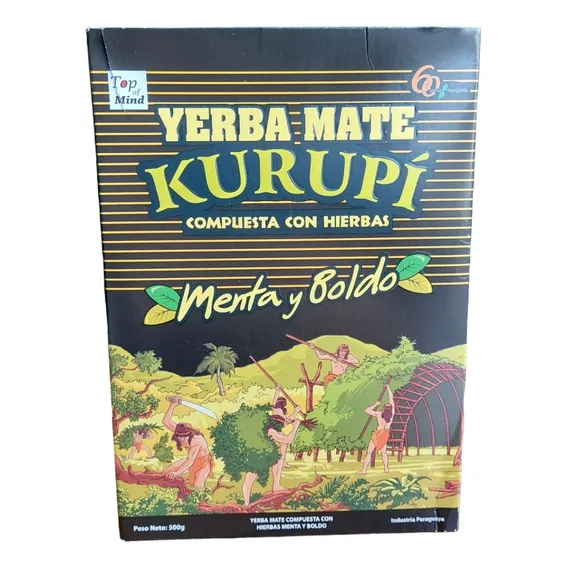 Top
of
Mind
60
YERBA MATE
KURUPÍ
COMPUESTA CON HIERBAS
Menta y Boldo
Peso Neto: 500g
YERBA MATE COMPUESTA CON
HIERBAS MENTA Y BOLDO
Industria Paraguaya